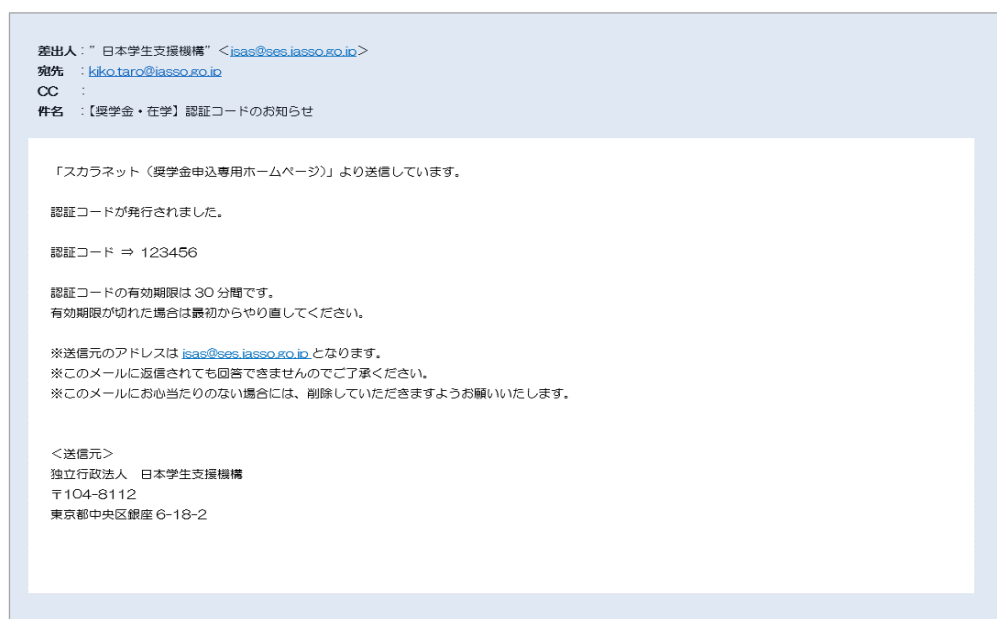 差出人：”日本学生支援機構”＜isas@ses.jasso.go.jp＞
宛先　：kiko.taro@jasso.go.jp
CC　：
件名　：【奨学金・在学】認証コードのお知らせ
「スカラネット（奨学金申込専用ホームページ）」より送信しています。
認証コードが発行されました。
認証コード ⇒ 123456
認証コードの有効期限は 30 分間です。
有効期限が切れた場合は最初からやり直してください。
※送信元のアドレスは isas@ses.jasso.go.jp となります。
※このメールに返信されても回答できませんのでご了承ください。
※このメールにお心当たりのない場合には、削除していただきますようお願いいたします。
＜送信元＞
独立行政法人　日本学生支援機構
〒104-8112
東京都中央区銀座 6-18-2